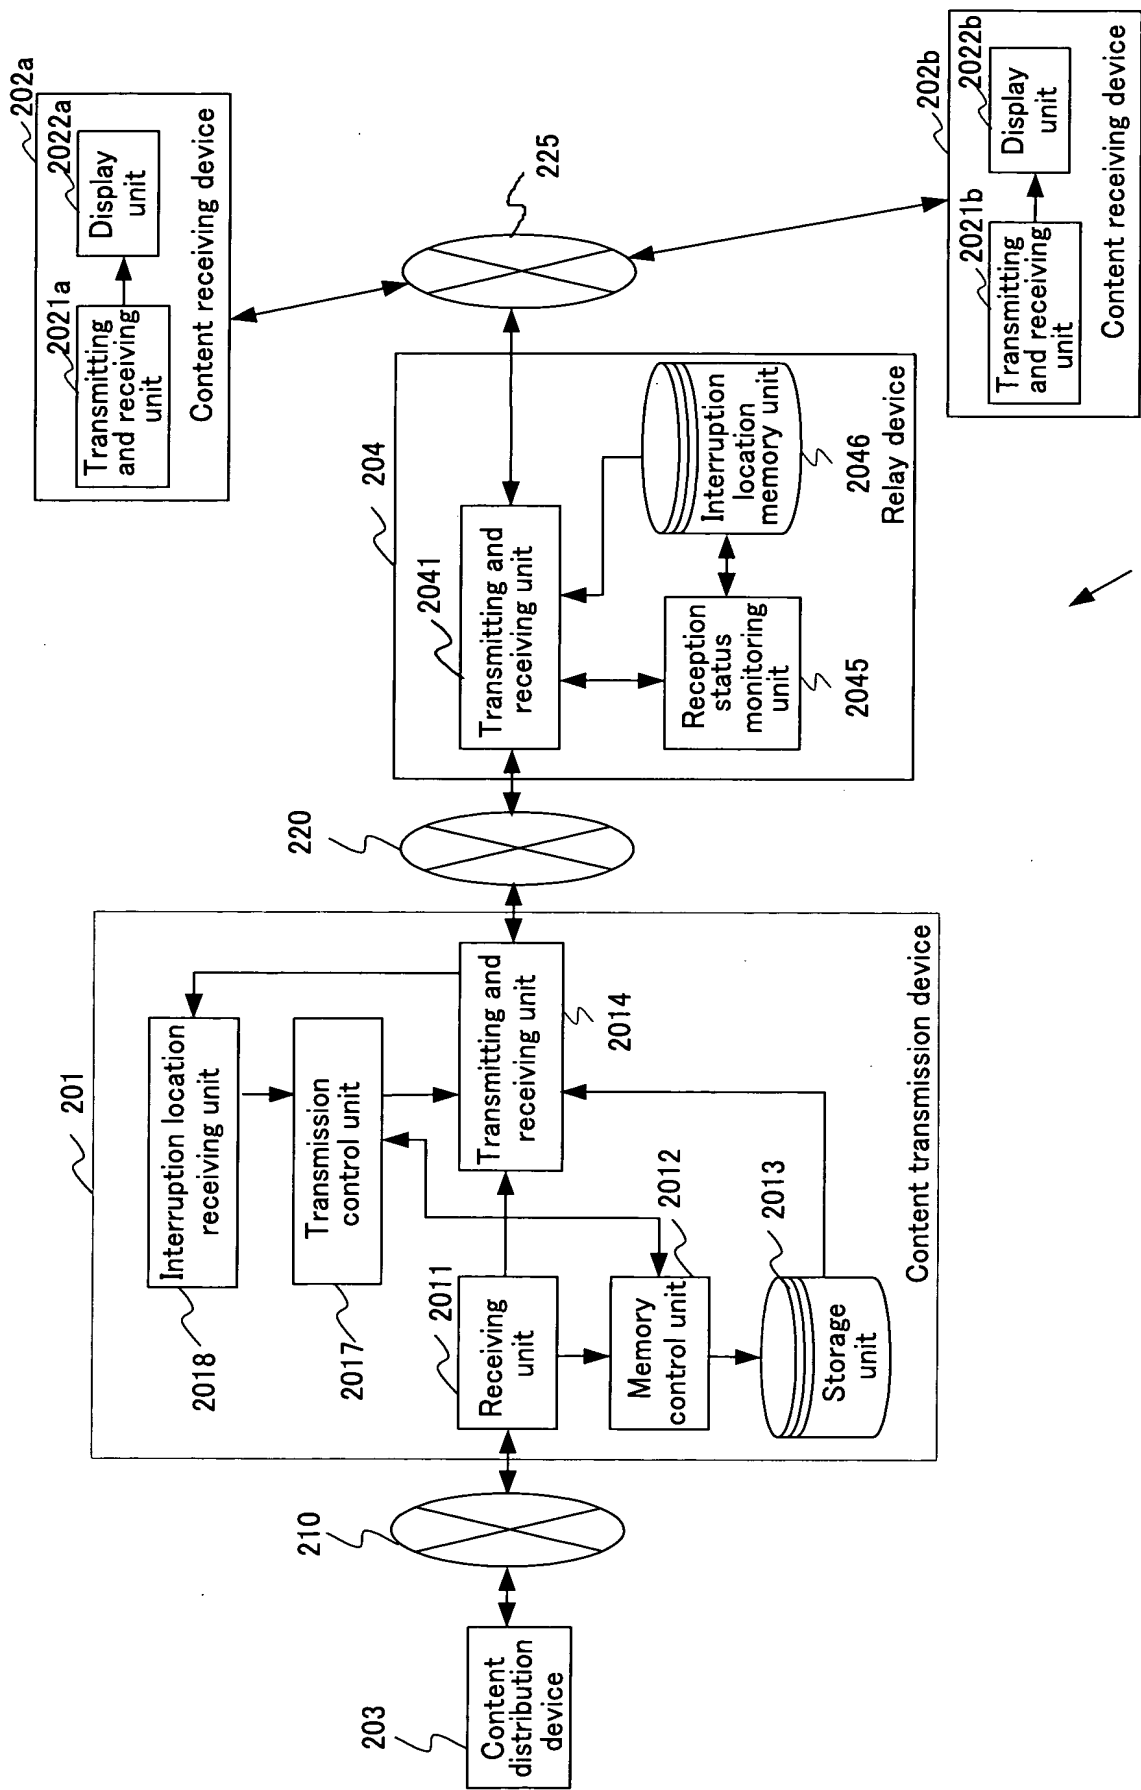 203
Content
distribution
device
210
201
2018
Interruption location
receiving unit
2017
Transmission
control unit
2011
Receiving
unit
Transmitting and
receiving unit
2014
Memory
control unit
2012
Storage
unit
2013
Content transmission device
220
204
2041
Transmitting and
receiving unit
Reception
status
monitoring
unit
2045
Interruption
location
memory unit
2046
Relay device
225
202a
2021a
Transmitting
and receiving
unit
2022a
Display
unit
Content receiving device
202b
2021b
Transmitting
and receiving
unit
2022b
Display
unit
Content receiving device